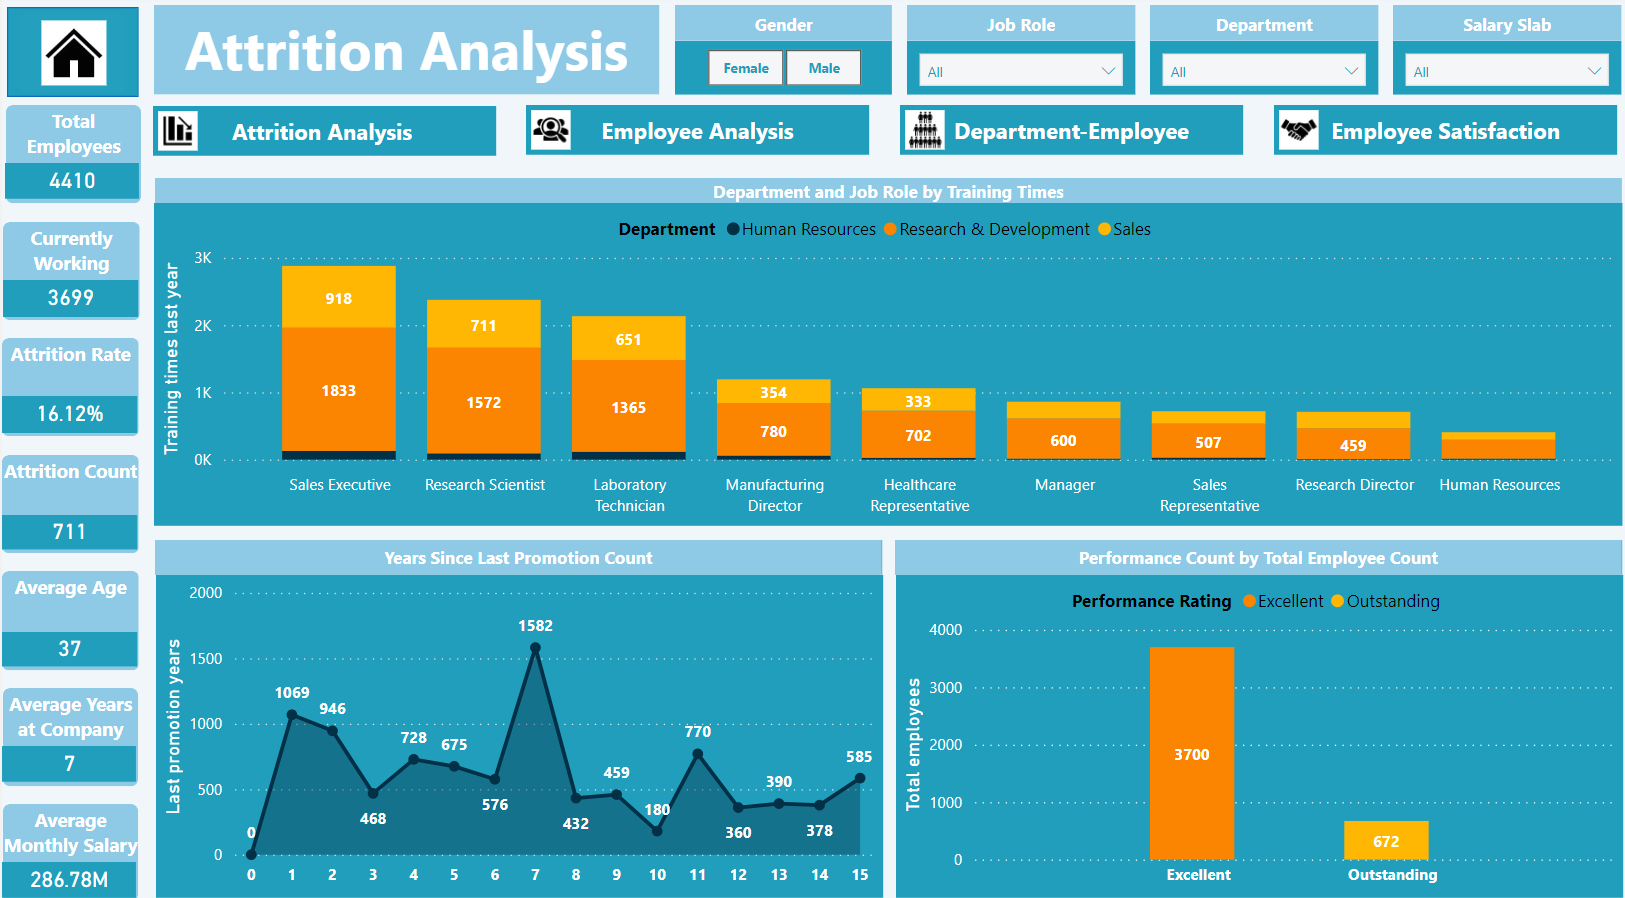 Attrition Analysis
Gender
Female
Male
Job Role
All
Department
All
Salary Slab
All
Attrition Analysis
Employee Analysis
Department-Employee
Employee Satisfaction
Total
Employees
4410
Currently
Working
3699
Attrition Rate
16.12%
Attrition Count
711
Average Age
37
Average Years
at Company
7
Average
Monthly Salary
286.78M
Department and Job Role by Training Times
Department Human Resources Research & Development Sales
Training times last year
3K
2K
1K
0K
918
1833
711
1572
651
1365
354
780
333
702
600
507
459
Sales Executive
Research Scientist
Laboratory
Technician
Manufacturing
Director
Healthcare
Representative
Manager
Sales
Representative
Research Director
Human Resources
Years Since Last Promotion Count
Last promotion years
2000
1500
1000
500
0
0
1069
946
468
728
675
576
1582
432
459
180
770
360
390
378
585
0 1 2 3 4 5 6 7 8 9 10 11 12 13 14 15
Performance Count by Total Employee Count
Performance Rating Excellent Outstanding
Total employees
4000
3000
2000
1000
0
3700
672
Excellent
Outstanding